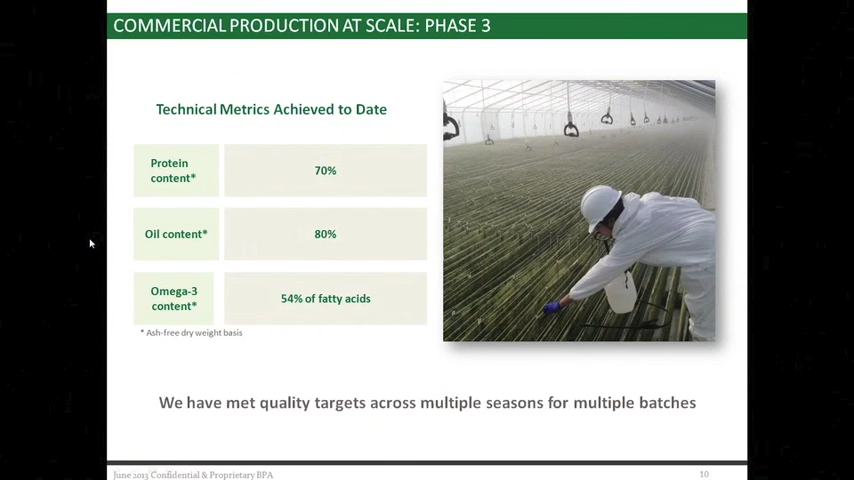 COMMERCIAL PRODUCTION AT SCALE: PHASE 3
Technical Metrics Achieved to Date
Protein
content*
70%
Oil content*
80%
Omega-3
content*
54% of fatty acids
* Ash-free dry weight basis
We have met quality targets across multiple seasons for multiple batches
June 2013 Confidential & Proprietary BPA
10